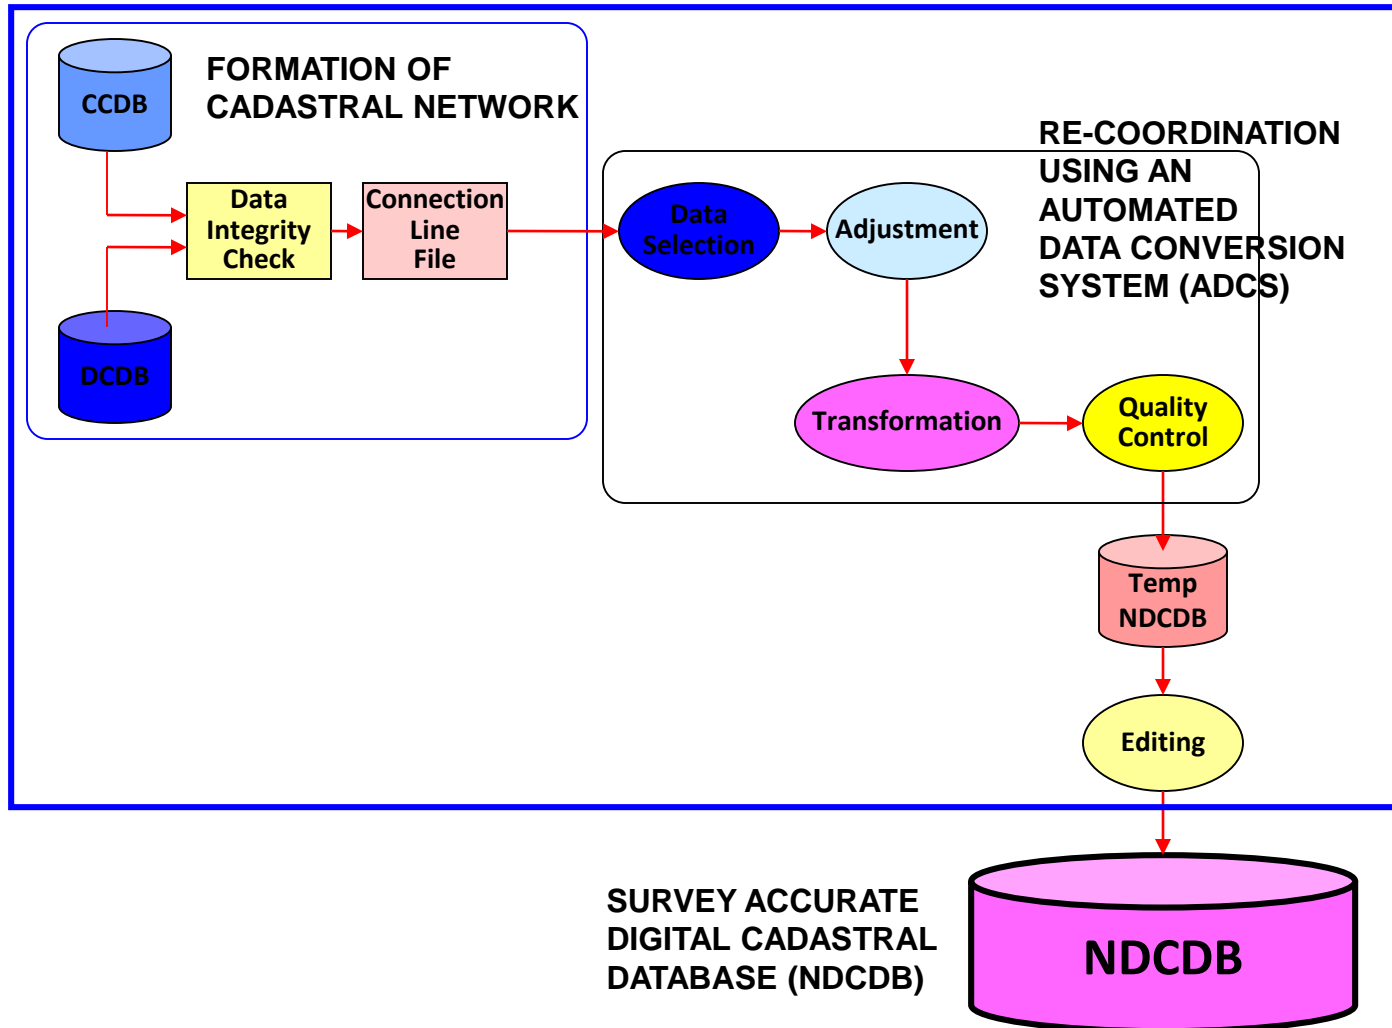 FORMATION OF
CADASTRAL NETWORK
CCDB
RE-COORDINATION
USING AN
AUTOMATED
DATA CONVERSION
SYSTEM (ADCS)
Data
Integrity
Check
Connection
Line
File
Data
Selection
Adjustment
DCDB
Transformation
Quality
Control
Temp
NDCDB
Editing
SURVEY ACCURATE
DIGITAL CADASTRAL
DATABASE (NDCDB)
NDCDB